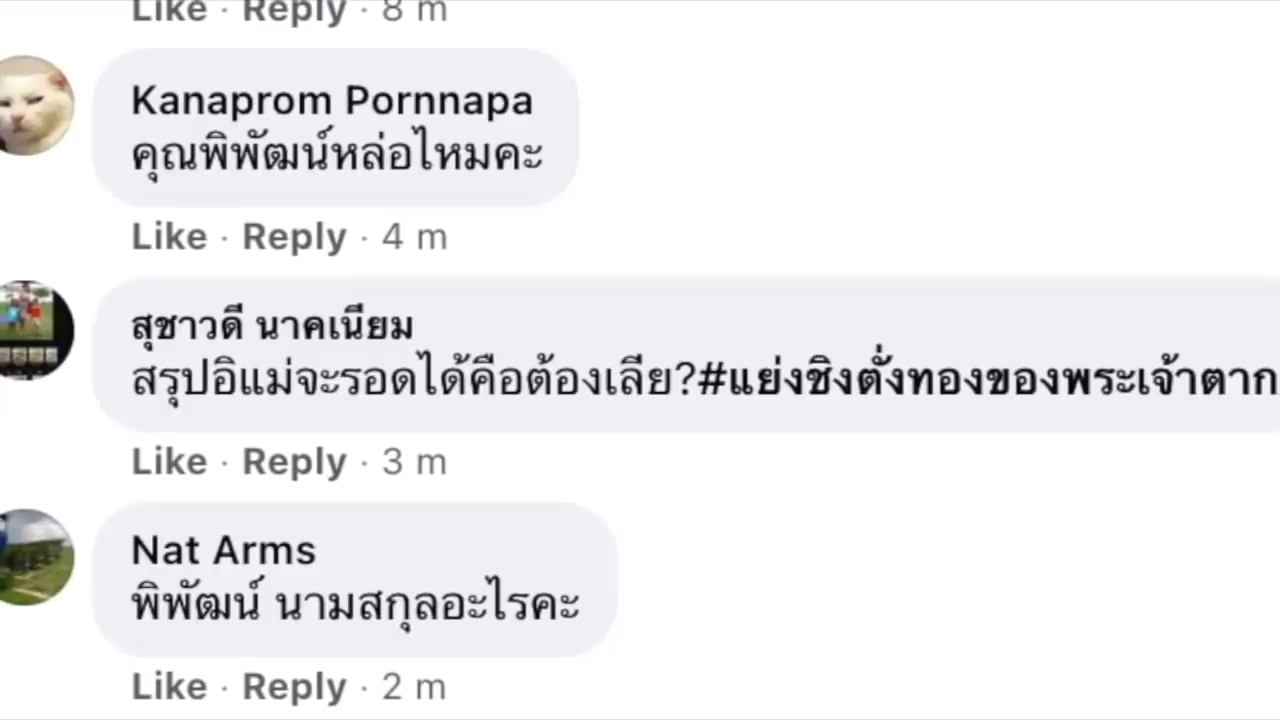 Like · Reply · 8 m
Kanaprom Pornnapa
คุณพิพัฒน์หล่อไหมคะ
Like · Reply · 4 m
สุชาวดี นาคเนียม
สรุปอิแม่จะรอดได้คือต้องเลีย?#แย่งชิงตั่งทองของพระเจ้าตาก
Like · Reply · 3 m
Nat Arms
พิพัฒน์ นามสกุลอะไรคะ
Like · Reply · 2 m